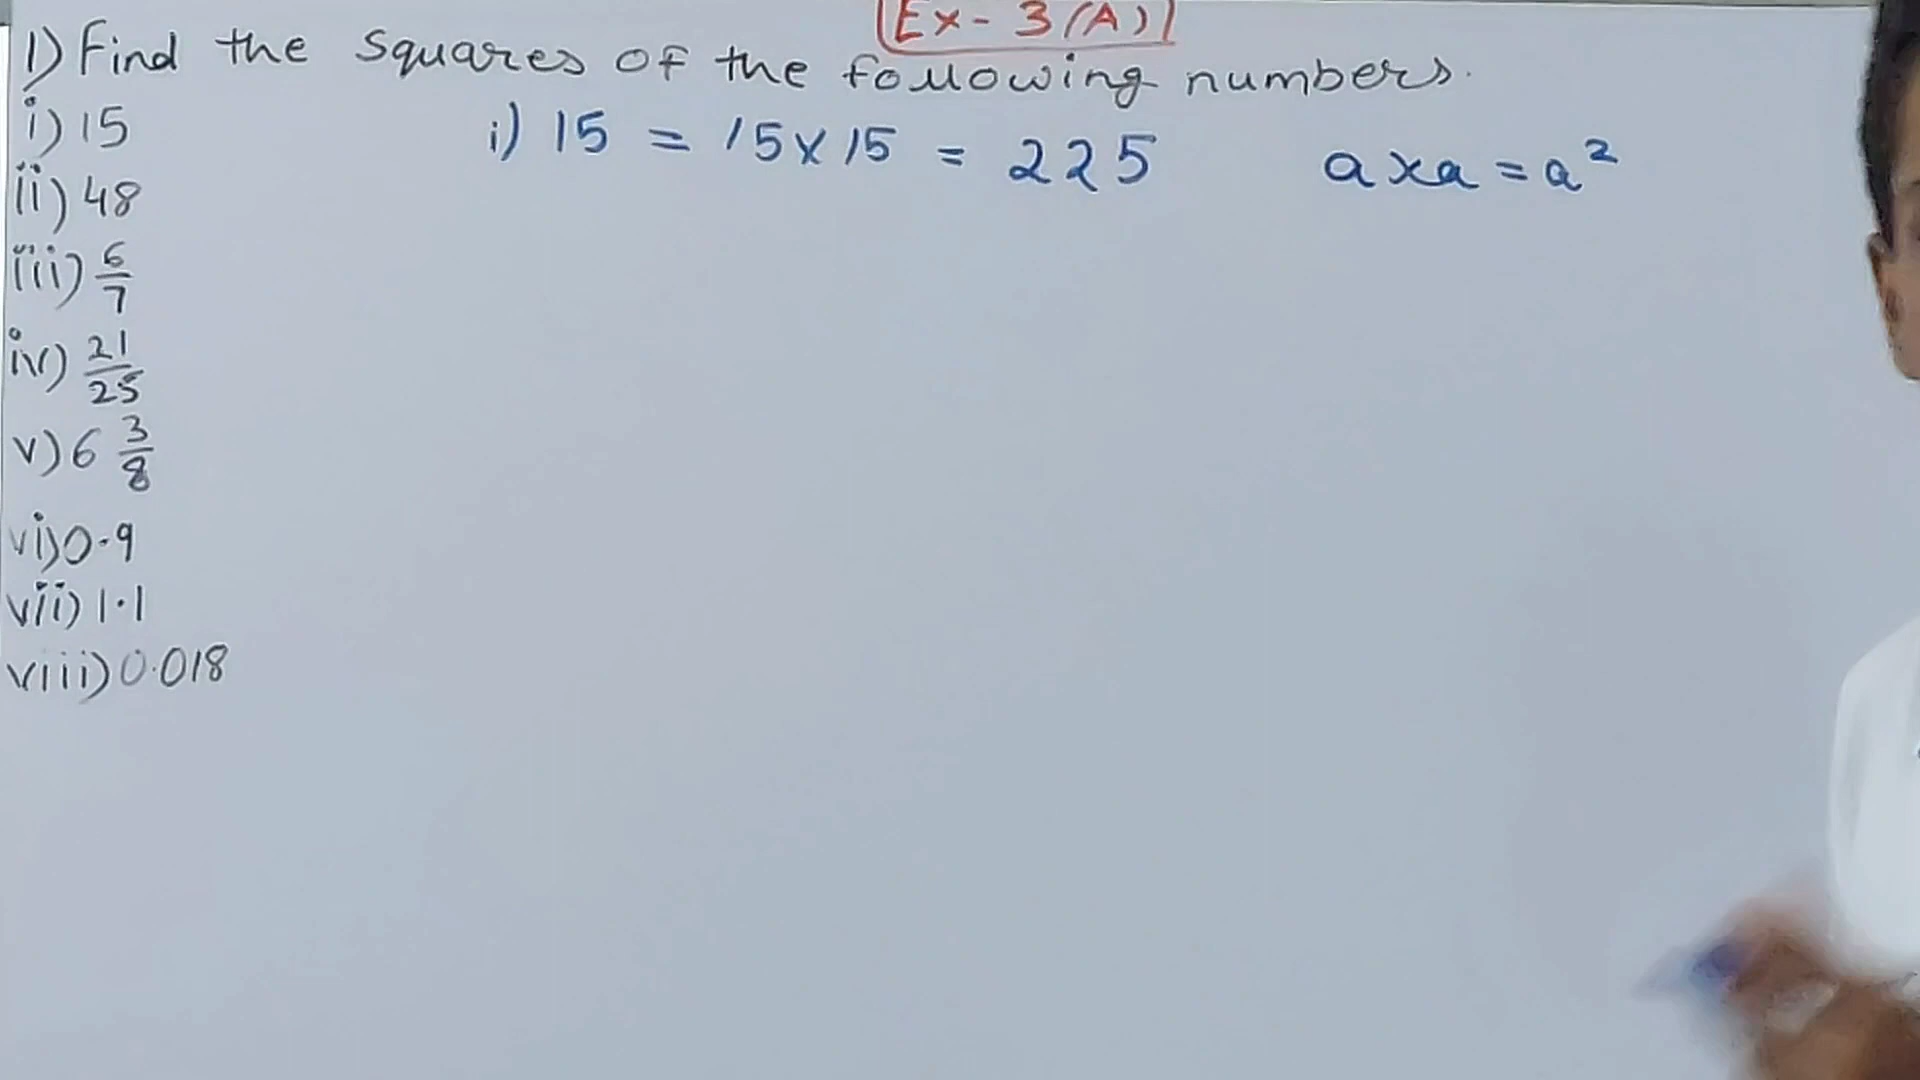 Ex - 3 (A)
1) Find the squares of the following numbers.
i) 15
ii) 48
iii) 6/7
iv) 21/25
v) 6 3/8
vi) 0.9
vii) 1.1
viii) 0.018
i) 15 = 15 x 15 = 225
a x a = a²